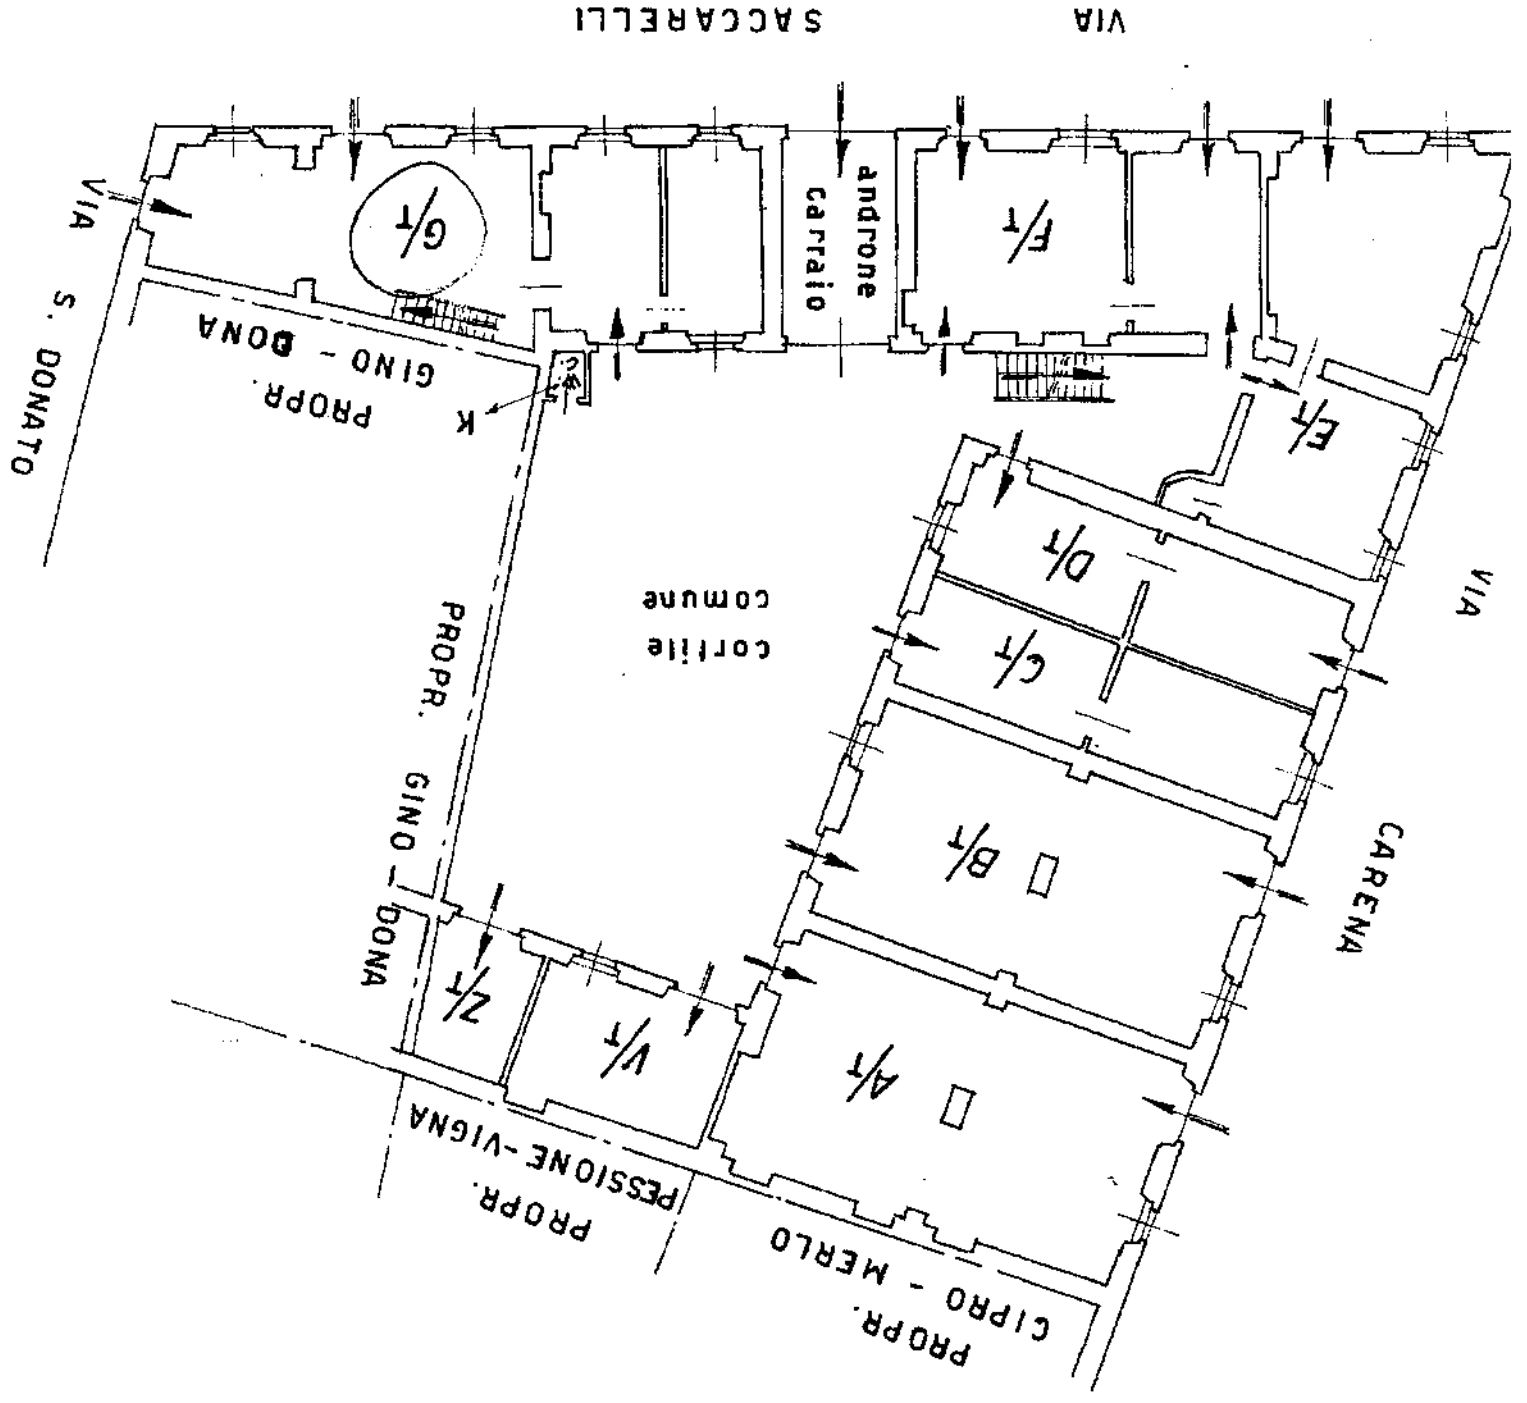 PROPR.
CIPRO - MERLO
PROPR.
PESSIONE - VIGNA
A/T
V/T
Z/T
B/T
C/T
D/T
E/T
F/T
G/T
K
cortile
comune
androne
carraio
VIA
CARENA
PROPR. GINO - DONA
PROPR.
GINO - DONA
VIA
S. DONATO
VIA SACCARELLI